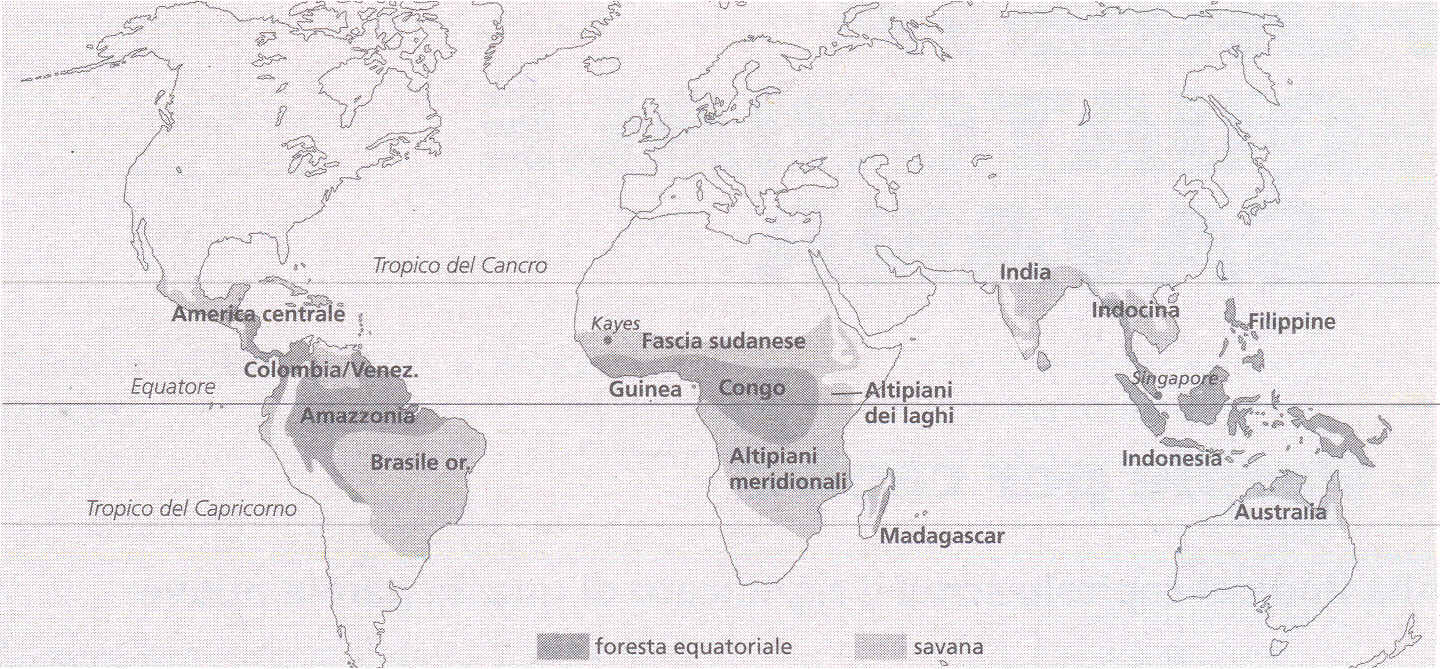 Tropico del Cancro
India
America centrale
Indocina
Filippine
Kayes
Fascia sudanese
Colombia/Venez.
Equatore
Guinea
Congo
Altipiani
dei laghi
Singapore
Amazzonia
Brasile or.
Altipiani
meridionali
Indonesia
Tropico del Capricorno
Madagascar
Australia
foresta equatoriale
savana